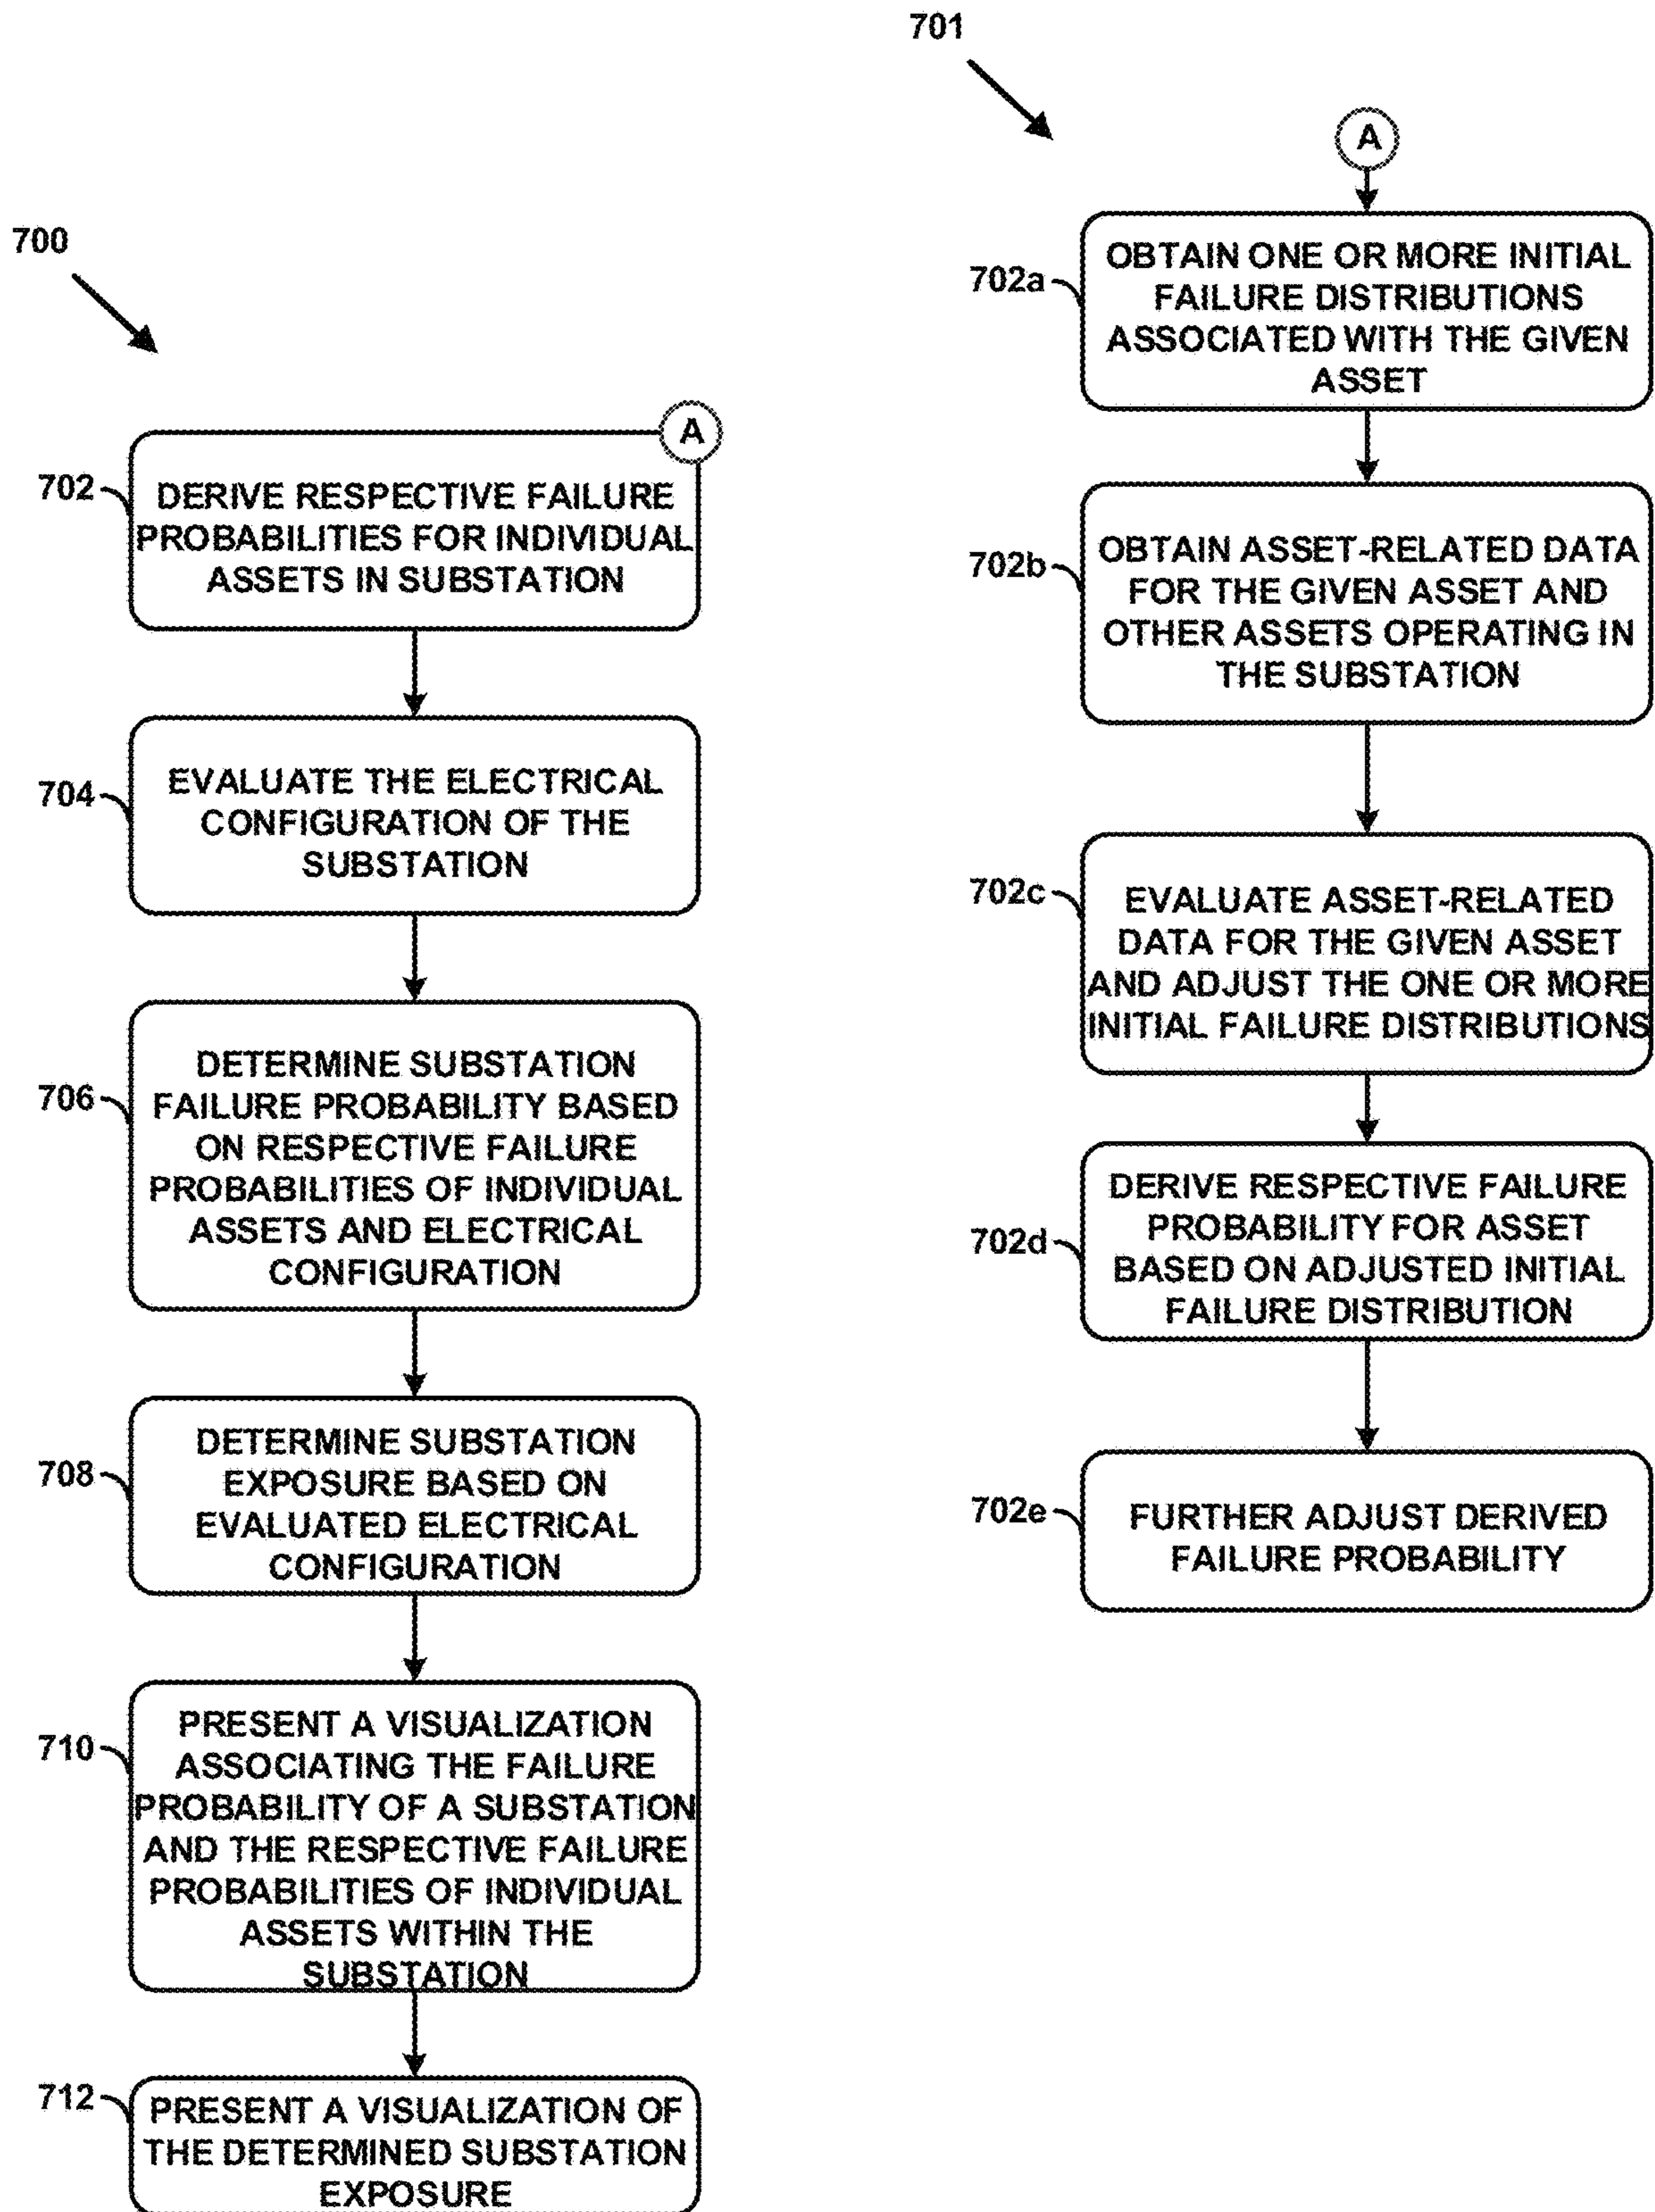 700
A
702
DERIVE RESPECTIVE FAILURE
PROBABILITIES FOR INDIVIDUAL
ASSETS IN SUBSTATION
704
EVALUATE THE ELECTRICAL
CONFIGURATION OF THE
SUBSTATION
706
DETERMINE SUBSTATION
FAILURE PROBABILITY BASED
ON RESPECTIVE FAILURE
PROBABILITIES OF INDIVIDUAL
ASSETS AND ELECTRICAL
CONFIGURATION
708
DETERMINE SUBSTATION
EXPOSURE BASED ON
EVALUATED ELECTRICAL
CONFIGURATION
710
PRESENT A VISUALIZATION
ASSOCIATING THE FAILURE
PROBABILITY OF A SUBSTATION
AND THE RESPECTIVE FAILURE
PROBABILITIES OF INDIVIDUAL
ASSETS WITHIN THE
SUBSTATION
712
PRESENT A VISUALIZATION OF
THE DETERMINED SUBSTATION
EXPOSURE
701
A
702a
OBTAIN ONE OR MORE INITIAL
FAILURE DISTRIBUTIONS
ASSOCIATED WITH THE GIVEN
ASSET
702b
OBTAIN ASSET-RELATED DATA
FOR THE GIVEN ASSET AND
OTHER ASSETS OPERATING IN
THE SUBSTATION
702c
EVALUATE ASSET-RELATED
DATA FOR THE GIVEN ASSET
AND ADJUST THE ONE OR MORE
INITIAL FAILURE DISTRIBUTIONS
702d
DERIVE RESPECTIVE FAILURE
PROBABILITY FOR ASSET
BASED ON ADJUSTED INITIAL
FAILURE DISTRIBUTION
702e
FURTHER ADJUST DERIVED
FAILURE PROBABILITY